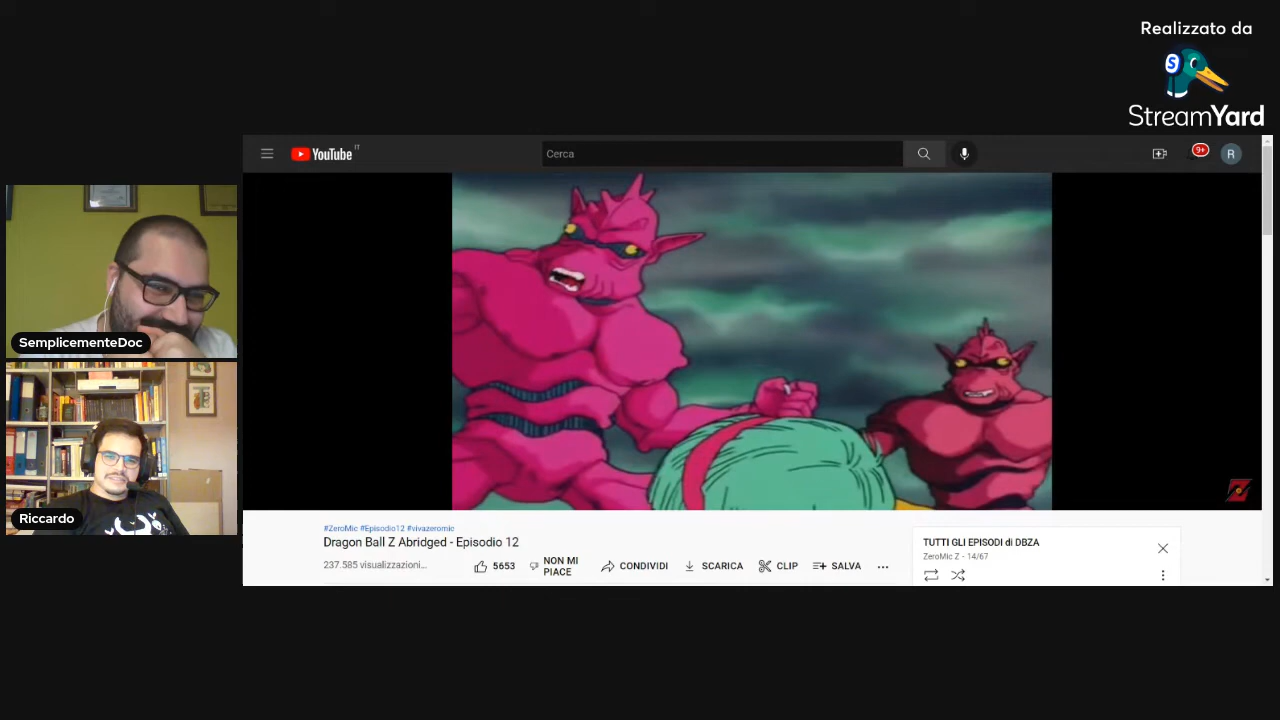 Realizzato da
StreamYard
YouTube IT
Cerca
9+
R
SemplicementeDoc
Riccardo
#ZeroMic #Episodio12 #vivazeromic
Dragon Ball Z Abridged - Episodio 12
237.585 visualizzazioni...
5653
NON MI
PIACE
CONDIVIDI
SCARICA
CLIP
SALVA
TUTTI GLI EPISODI di DBZA
ZeroMic Z - 14/67